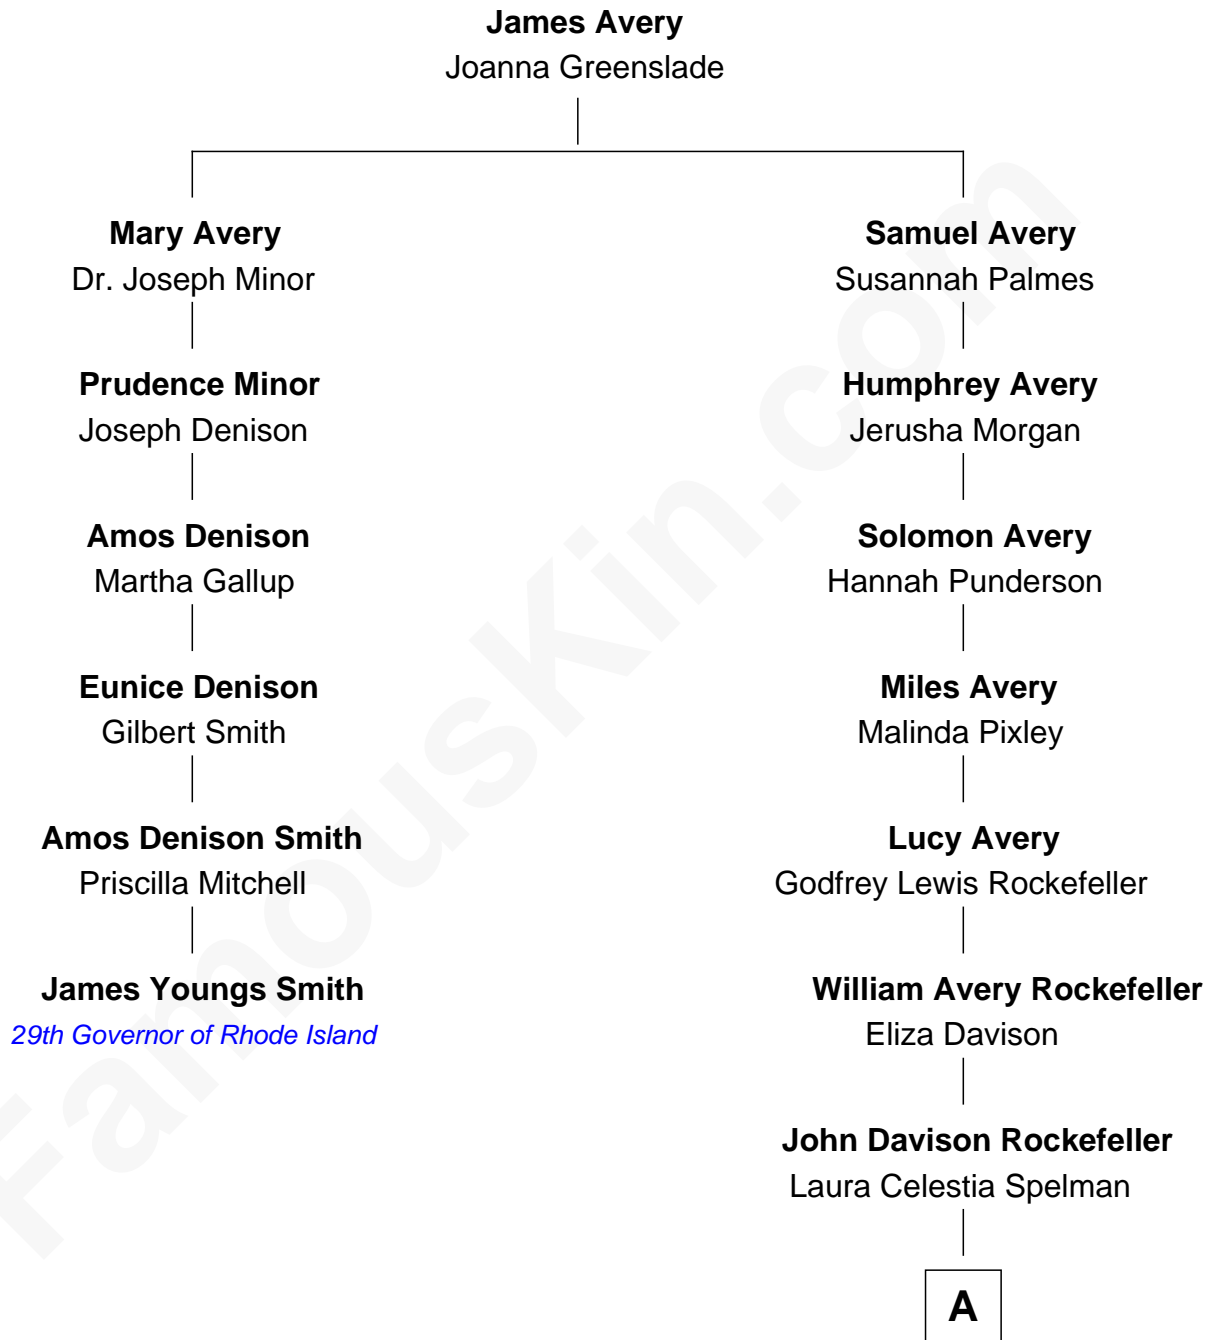 James Avery
Joanna Greenslade
Mary Avery
Dr. Joseph Minor
Samuel Avery
Susannah Palmes
Prudence Minor
Joseph Denison
Humphrey Avery
Jerusha Morgan
Amos Denison
Martha Gallup
Solomon Avery
Hannah Punderson
Eunice Denison
Gilbert Smith
Miles Avery
Malinda Pixley
Amos Denison Smith
Priscilla Mitchell
Lucy Avery
Godfrey Lewis Rockefeller
James Youngs Smith
29th Governor of Rhode Island
William Avery Rockefeller
Eliza Davison
John Davison Rockefeller
Laura Celestia Spelman
A
FamousKin.com